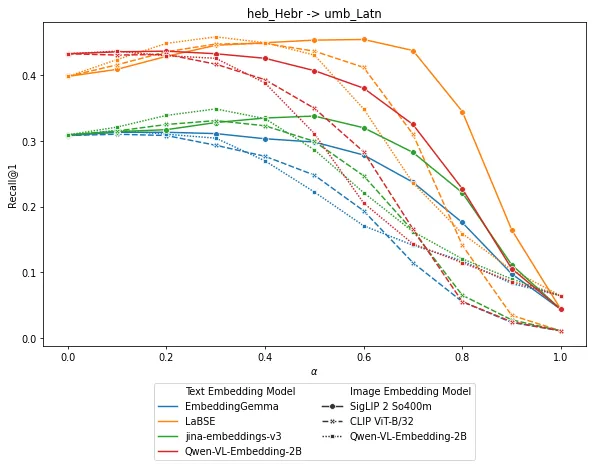 heb_Hebr -> umb_Latn
Recall@1
0.4
0.3
0.2
0.1
0.0
0.0 0.2 0.4 0.6 0.8 1.0
α
Text Embedding Model
EmbeddingGemma
LaBSE
jina-embeddings-v3
Qwen-VL-Embedding-2B
Image Embedding Model
SigLIP 2 So400m
CLIP ViT-B/32
Qwen-VL-Embedding-2B